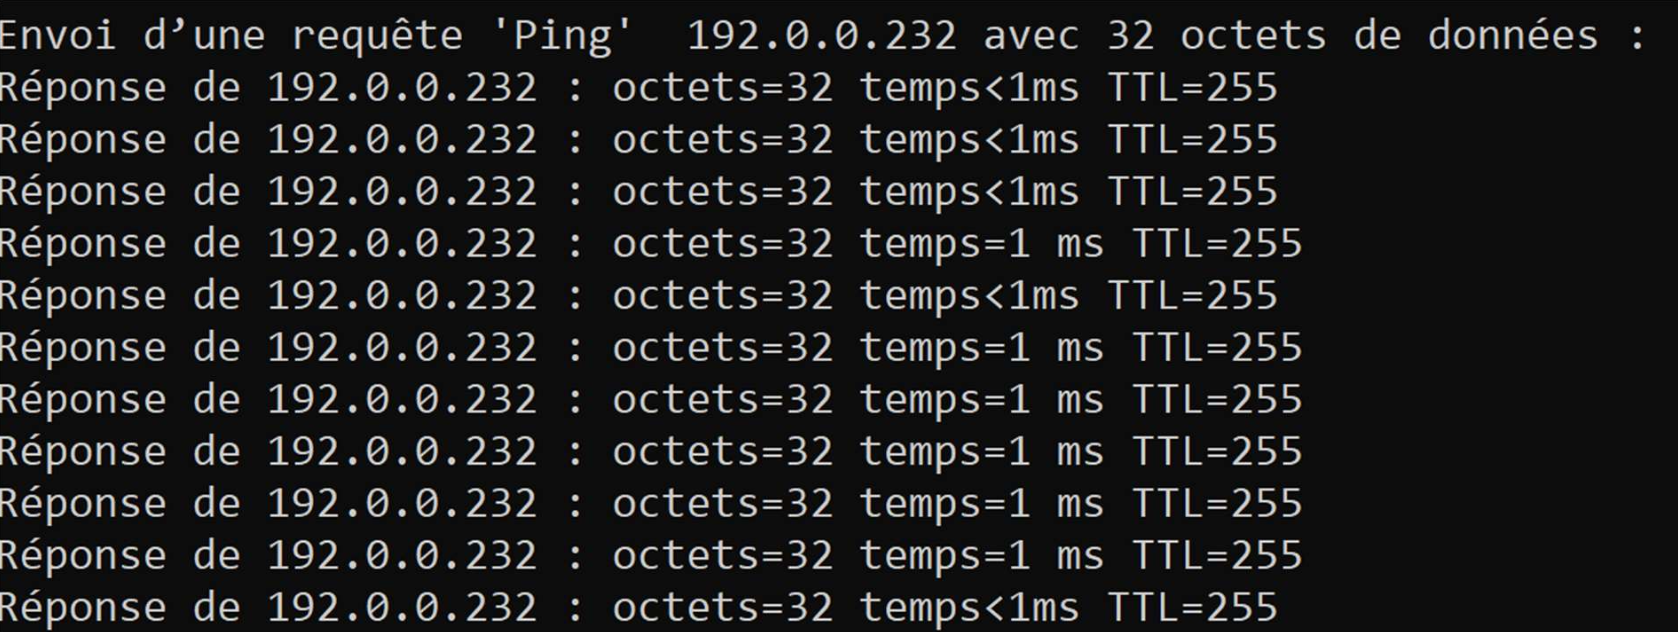 Envoi d’une requête 'Ping'  192.0.0.232 avec 32 octets de données :
Réponse de 192.0.0.232 : octets=32 temps<1ms TTL=255
Réponse de 192.0.0.232 : octets=32 temps<1ms TTL=255
Réponse de 192.0.0.232 : octets=32 temps<1ms TTL=255
Réponse de 192.0.0.232 : octets=32 temps=1 ms TTL=255
Réponse de 192.0.0.232 : octets=32 temps<1ms TTL=255
Réponse de 192.0.0.232 : octets=32 temps=1 ms TTL=255
Réponse de 192.0.0.232 : octets=32 temps=1 ms TTL=255
Réponse de 192.0.0.232 : octets=32 temps=1 ms TTL=255
Réponse de 192.0.0.232 : octets=32 temps=1 ms TTL=255
Réponse de 192.0.0.232 : octets=32 temps=1 ms TTL=255
Réponse de 192.0.0.232 : octets=32 temps<1ms TTL=255